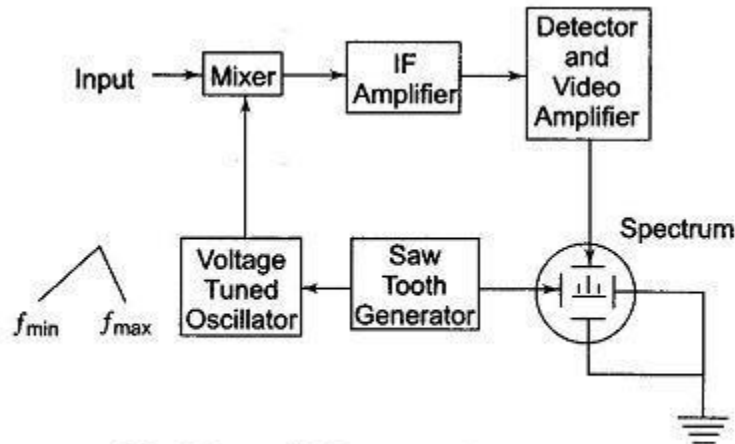 Input
Mixer
IF
Amplifier
Detector
and
Video
Amplifier
Spectrum
fmin
fmax
Voltage
Tuned
Oscillator
Saw
Tooth
Generator